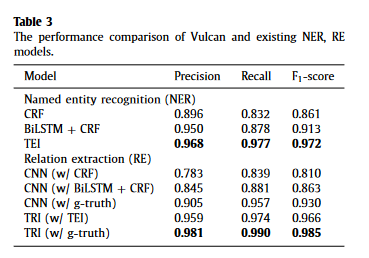 Table 3
The performance comparison of Vulcan and existing NER, RE
models.
Model Precision Recall F₁-score
Named entity recognition (NER)
CRF 0.896 0.832 0.861
BiLSTM + CRF 0.950 0.878 0.913
TEI 0.968 0.977 0.972
Relation extraction (RE)
CNN (w/ CRF) 0.783 0.839 0.810
CNN (w/ BiLSTM + CRF) 0.845 0.881 0.863
CNN (w/ g-truth) 0.905 0.957 0.930
TRI (w/ TEI) 0.959 0.974 0.966
TRI (w/ g-truth) 0.981 0.990 0.985